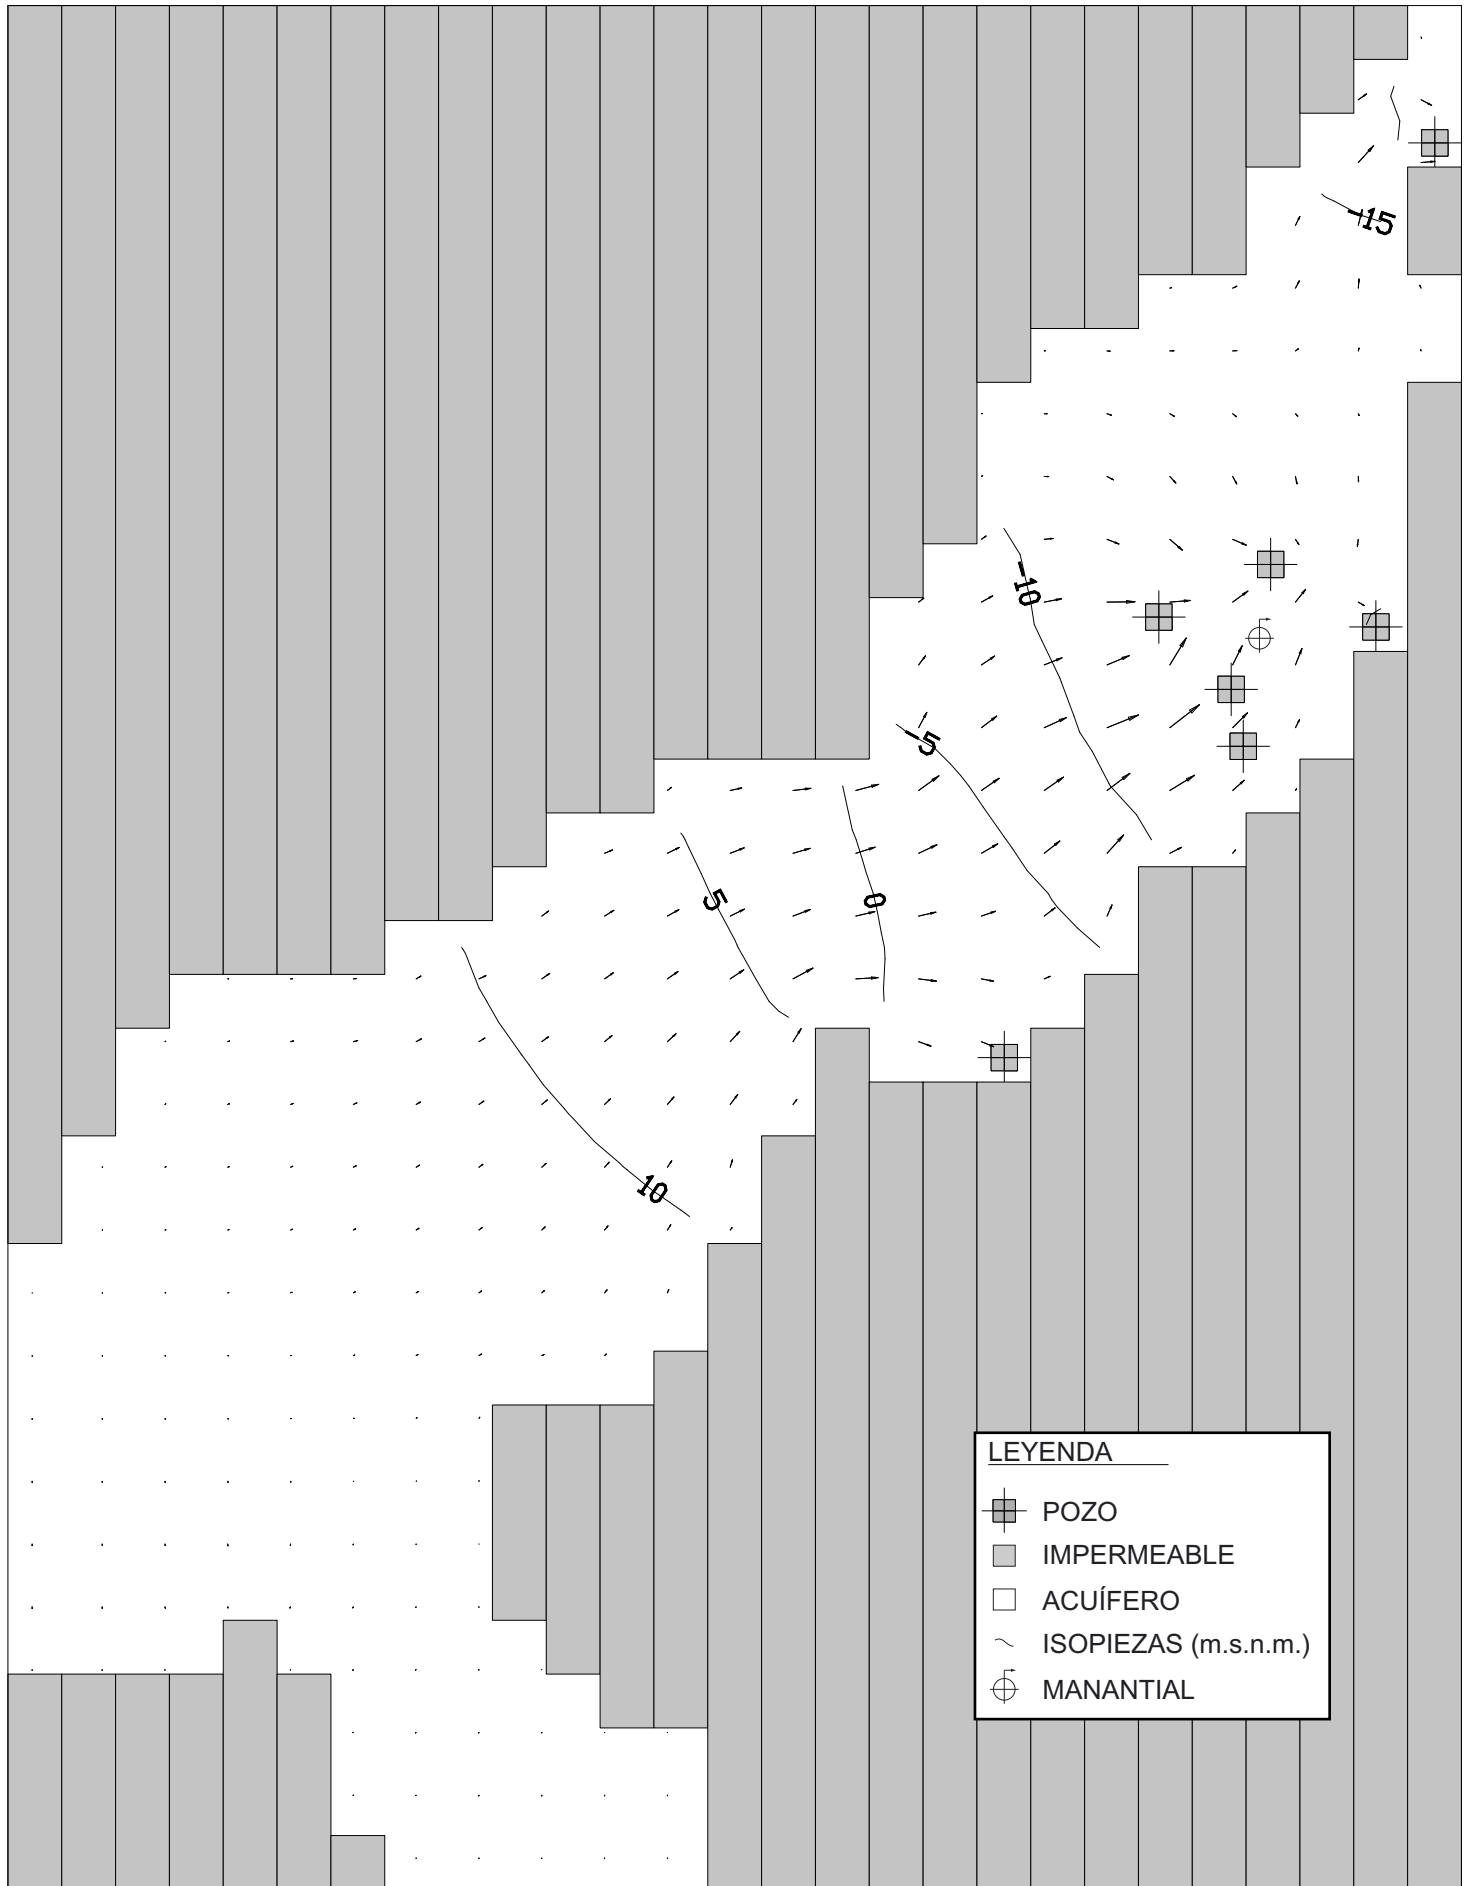 -15
-10
-5
5
0
10
LEYENDA
POZO
IMPERMEABLE
ACUÍFERO
ISOPIEZAS (m.s.n.m.)
MANANTIAL